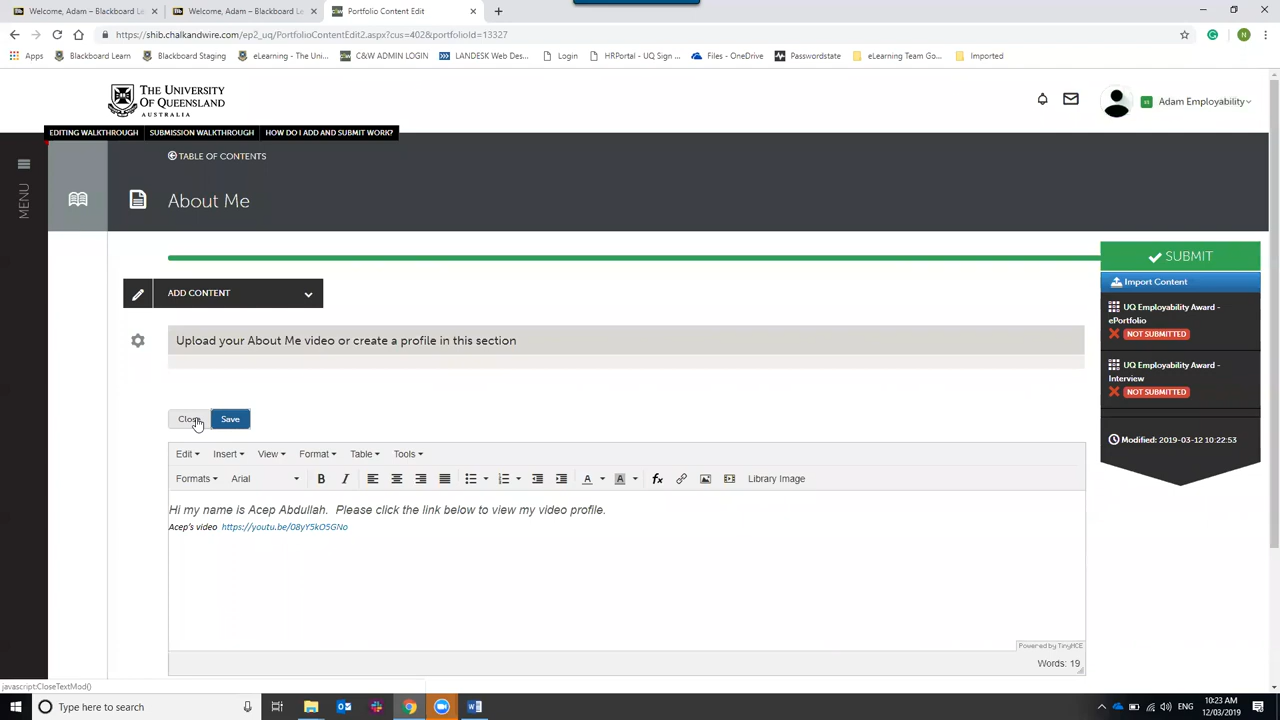 Welcome, Adam – Blackboard Le
Welcome, Adam – Blackboard Le
Portfolio Content Edit
https://shib.chalkandwire.com/ep2_uq/PortfolioContentEdit2.aspx?cus=402&portfolioId=13327
N
Apps
Blackboard Learn
Blackboard Staging
eLearning - The Uni...
C&W ADMIN LOGIN
LANDESK Web Des...
Login
HRPortal - UQ Sign ...
Files - OneDrive
Passwordstate
eLearning Team Go...
Imported
THE UNIVERSITY
OF QUEENSLAND
AUSTRALIA
Adam Employability
EDITING WALKTHROUGH
SUBMISSION WALKTHROUGH
HOW DO I ADD AND SUBMIT WORK?
MENU
TABLE OF CONTENTS
About Me
SUBMIT
Import Content
UQ Employability Award -
ePortfolio
NOT SUBMITTED
UQ Employability Award -
Interview
NOT SUBMITTED
Modified: 2019-03-12 10:22:53
ADD CONTENT
Upload your About Me video or create a profile in this section
Close Save
Edit Insert View Format Table Tools
Formats Arial B I A A fx Library Image
Hi my name is Acep Abdullah. Please click the link below to view my video profile.
Acep's video https://youtu.be/08yY5kO5GNo
Powered by TinyMCE
Words: 19
javascript:CloseTextMod()
Type here to search
ENG
10:23 AM
12/03/2019